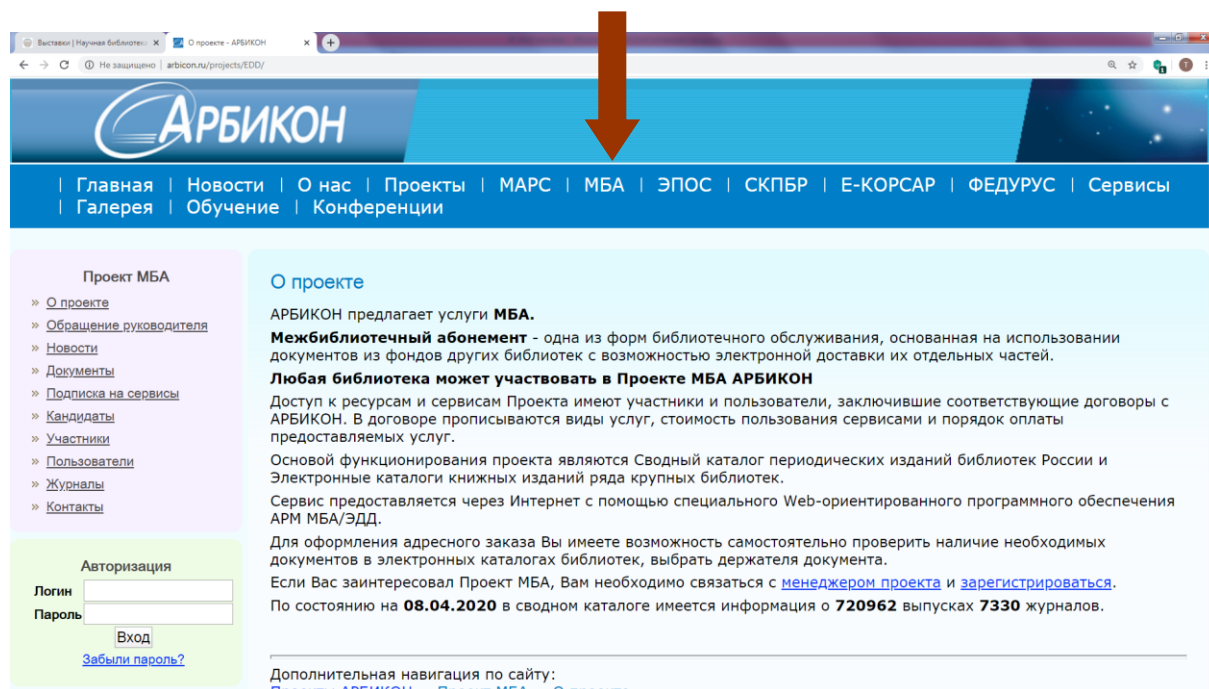 Выставки | Научная библиотек
О проекте - АРБИКОН
Не защищено | arbicon.ru/projects/EDD/
АРБИКОН
| Главная | Новости | О нас | Проекты | МАРС | МБА | ЭПОС | СКПБР | Е-КОРСАР | ФЕДУРУС | Сервисы
| Галерея | Обучение | Конференции
Проект МБА
» О проекте
» Обращение руководителя
» Новости
» Документы
» Подписка на сервисы
» Кандидаты
» Участники
» Пользователи
» Журналы
» Контакты
Авторизация
Логин
Пароль
Вход
Забыли пароль?
О проекте
АРБИКОН предлагает услуги МБА.
Межбиблиотечный абонемент - одна из форм библиотечного обслуживания, основанная на использовании
документов из фондов других библиотек с возможностью электронной доставки их отдельных частей.
Любая библиотека может участвовать в Проекте МБА АРБИКОН
Доступ к ресурсам и сервисам Проекта имеют участники и пользователи, заключившие соответствующие договоры с
АРБИКОН. В договоре прописываются виды услуг, стоимость пользования сервисами и порядок оплаты
предоставляемых услуг.
Основой функционирования проекта являются Сводный каталог периодических изданий библиотек России и
Электронные каталоги книжных изданий ряда крупных библиотек.
Сервис предоставляется через Интернет с помощью специального Web-ориентированного программного обеспечения
АРМ МБА/ЭДД.
Для оформления адресного заказа Вы имеете возможность самостоятельно проверить наличие необходимых
документов в электронных каталогах библиотек, выбрать держателя документа.
Если Вас заинтересовал Проект МБА, Вам необходимо связаться с менеджером проекта и зарегистрироваться.
По состоянию на 08.04.2020 в сводном каталоге имеется информация о 720962 выпусках 7330 журналов.
Дополнительная навигация по сайту: